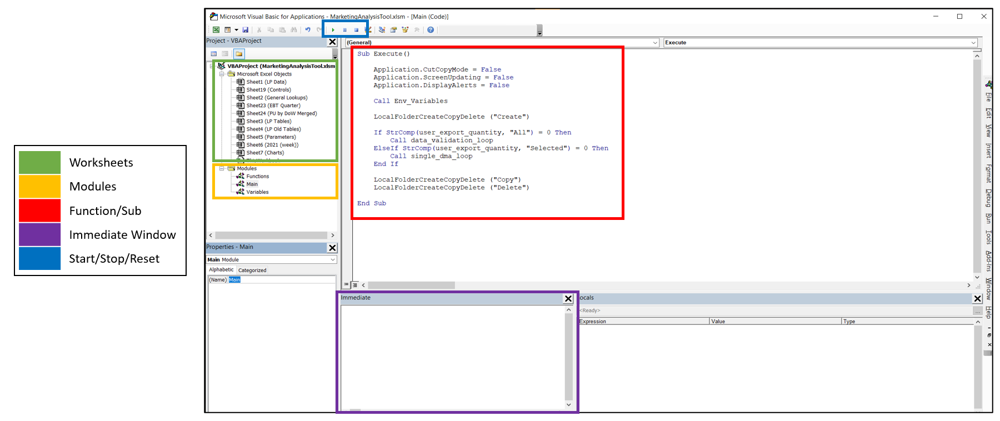 Worksheets
Modules
Function/Sub
Immediate Window
Start/Stop/Reset
Microsoft Visual Basic for Applications - MarketingAnalysisTool.xlsm - [Main (Code)]
Project - VBAProject
VBAProject (MarketingAnalysisTool.xlsm
Microsoft Excel Objects
Sheet1 (LP Data)
Sheet19 (Controls)
Sheet2 (General Lookups)
Sheet23 (EBT Quarter)
Sheet24 (PU by DoW Merged)
Sheet3 (LP Tables)
Sheet4 (LP Old Tables)
Sheet5 (Parameters)
Sheet6 (2021 (week))
Sheet7 (Charts)
Modules
Functions
Main
Variables
Properties - Main
Main Module
Alphabetic Categorized
(Name) Main
(General) Execute
Sub Execute()
Application.CutCopyMode = False
Application.ScreenUpdating = False
Application.DisplayAlerts = False
Call Env_Variables
LocalFolderCreateCopyDelete ("Create")
If StrComp(user_export_quantity, "All") = 0 Then
Call data_validation_loop
ElseIf StrComp(user_export_quantity, "Selected") = 0 Then
Call single_dma_loop
End If
LocalFolderCreateCopyDelete ("Copy")
LocalFolderCreateCopyDelete ("Delete")
End Sub
Immediate
ocals
<Ready>
Expression Value Type
File Edit View Insert Format Debug Run Tools Add-Ins Window Help